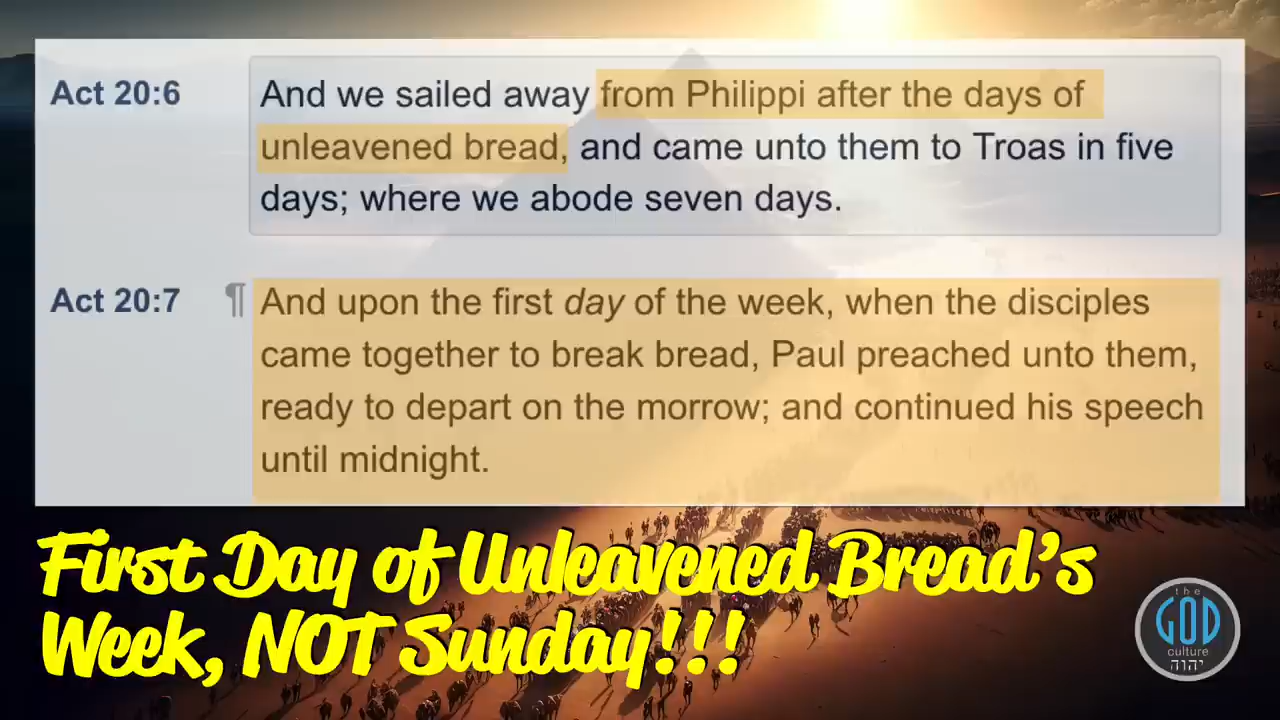 Act 20:6 And we sailed away from Philippi after the days of
unleavened bread, and came unto them to Troas in five
days; where we abode seven days.
Act 20:7 ¶ And upon the first day of the week, when the disciples
came together to break bread, Paul preached unto them,
ready to depart on the morrow; and continued his speech
until midnight.
First Day of Unleavened Bread's
Week, NOT Sunday!!!
the
GOD
culture
יהוה